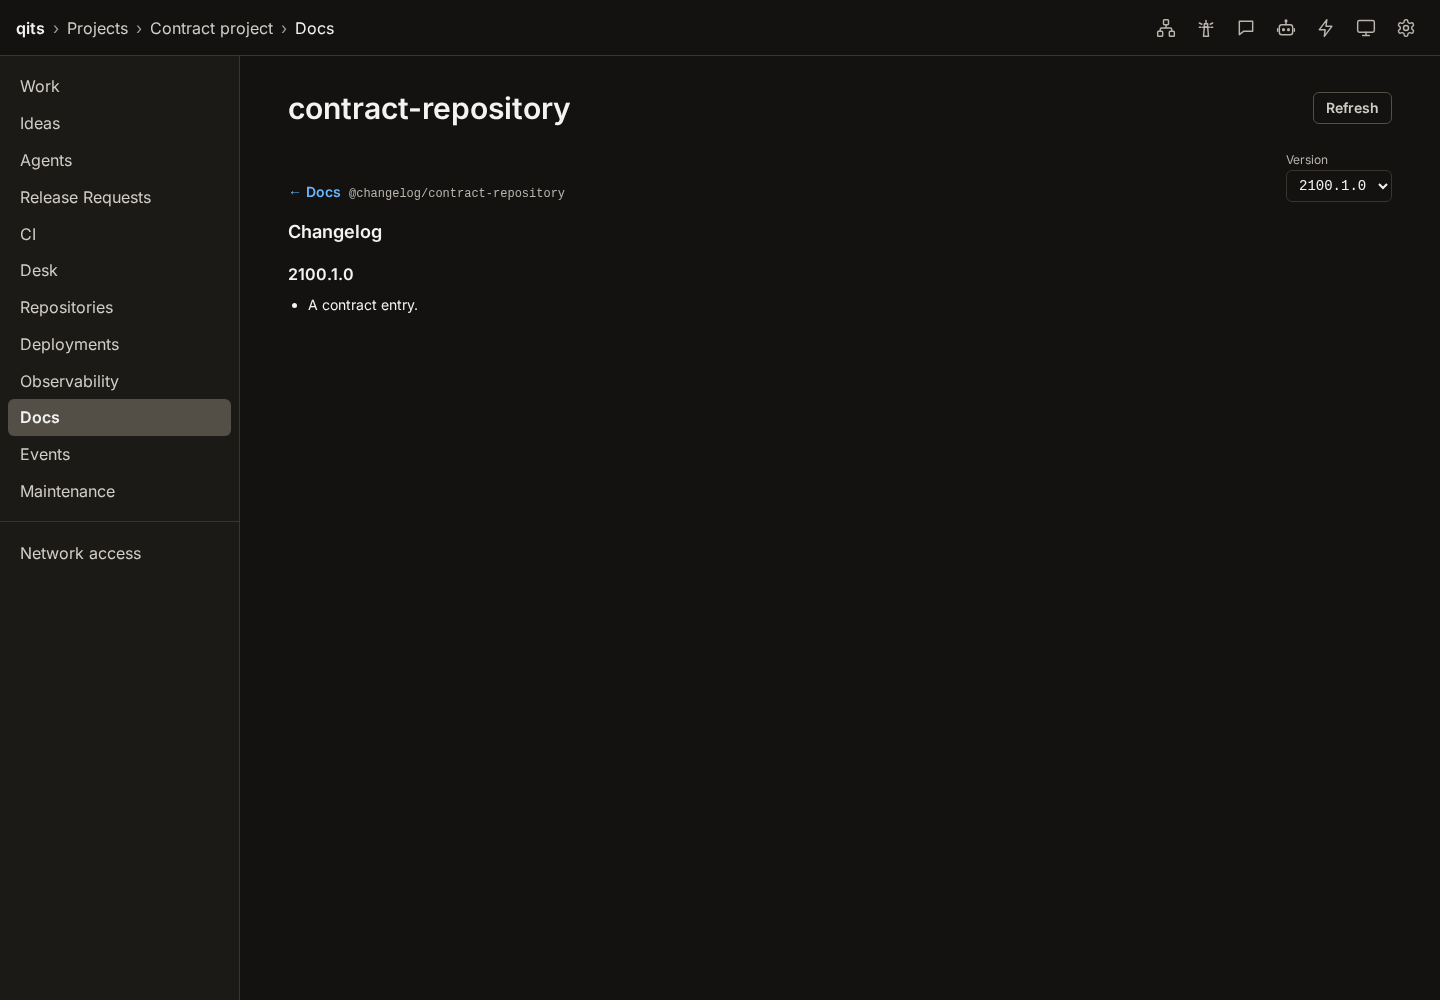 qits › Projects › Contract project › Docs
Work
Ideas
Agents
Release Requests
CI
Desk
Repositories
Deployments
Observability
Docs
Events
Maintenance
Network access
contract-repository
Refresh
Version
2100.1.0
← Docs @changelog/contract-repository
Changelog
2100.1.0
• A contract entry.